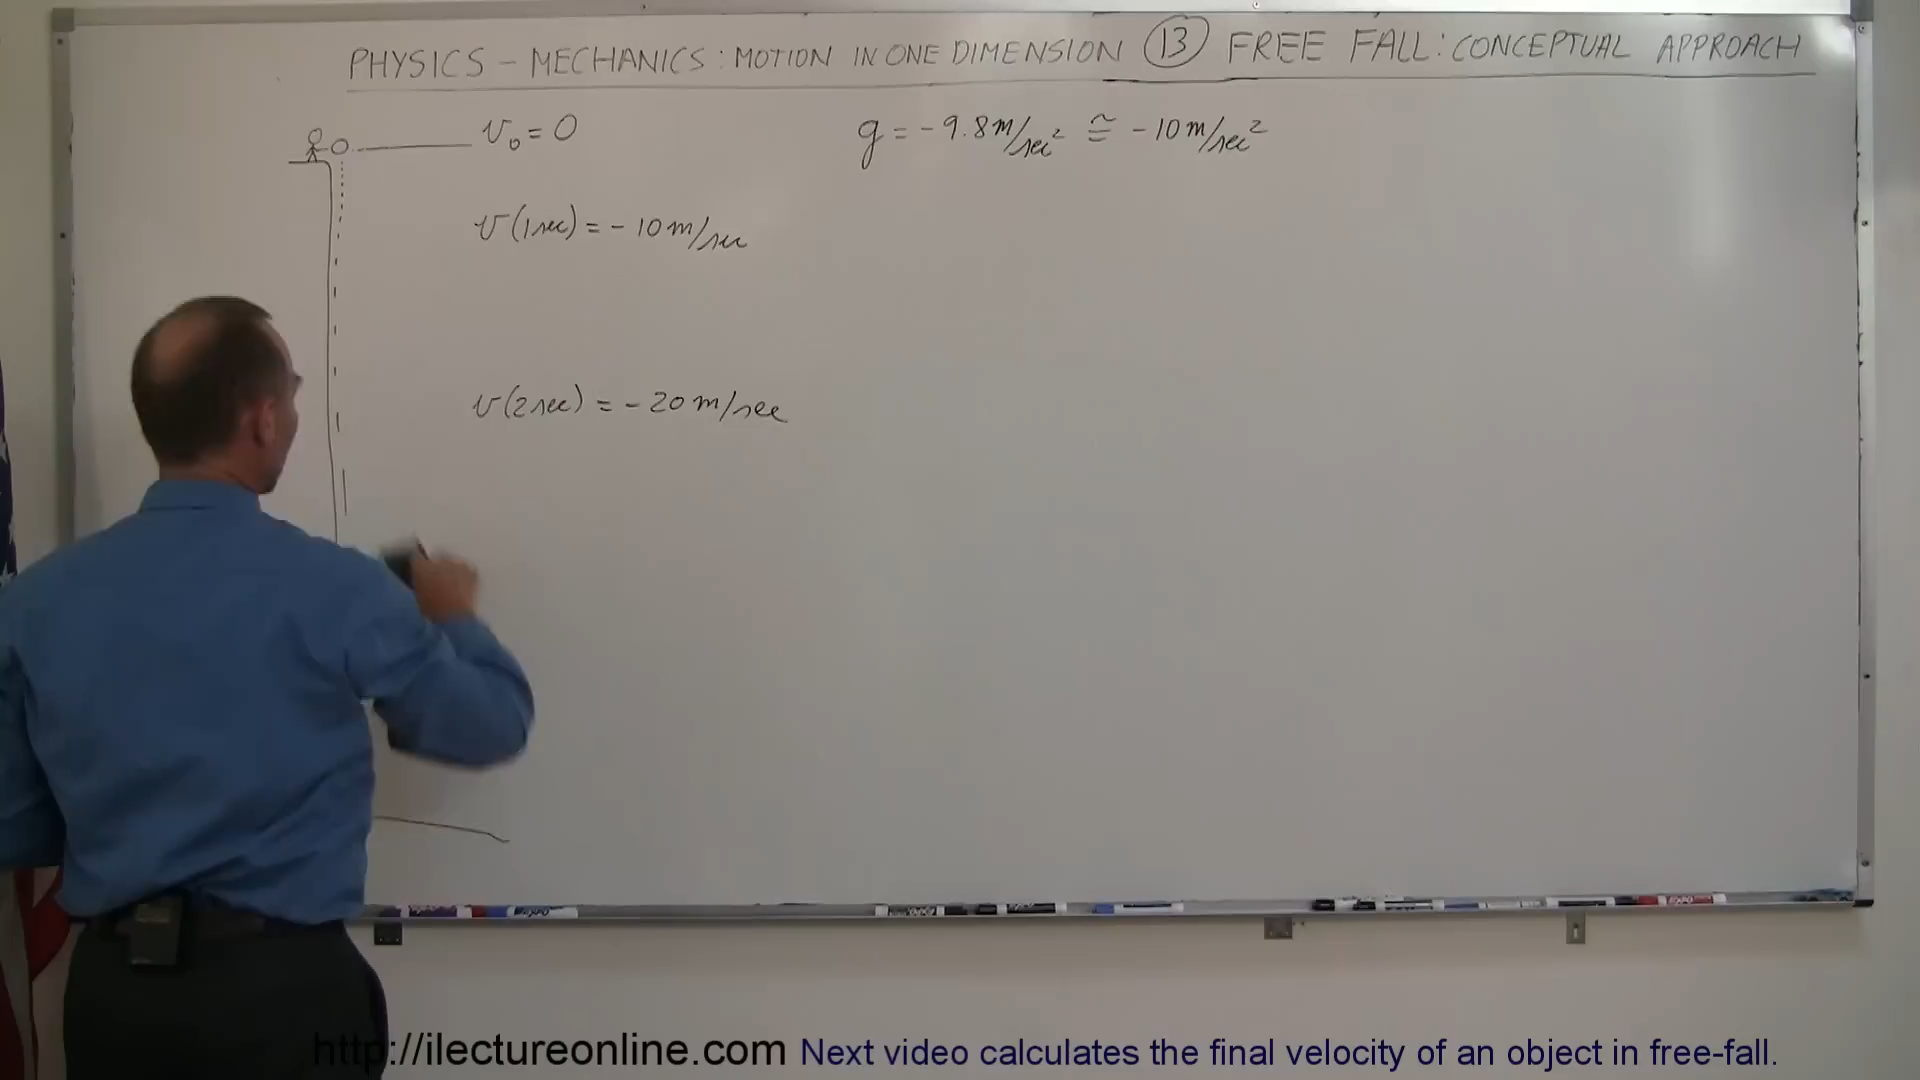 PHYSICS - MECHANICS: MOTION IN ONE DIMENSION 13 FREE FALL: CONCEPTUAL APPROACH
v₀ = 0
g = -9.8 m/sec² ≅ -10 m/sec²
v(1sec) = -10 m/sec
v(2sec) = -20 m/sec
EXPO
http://ilectureonline.com Next video calculates the final velocity of an object in free-fall.